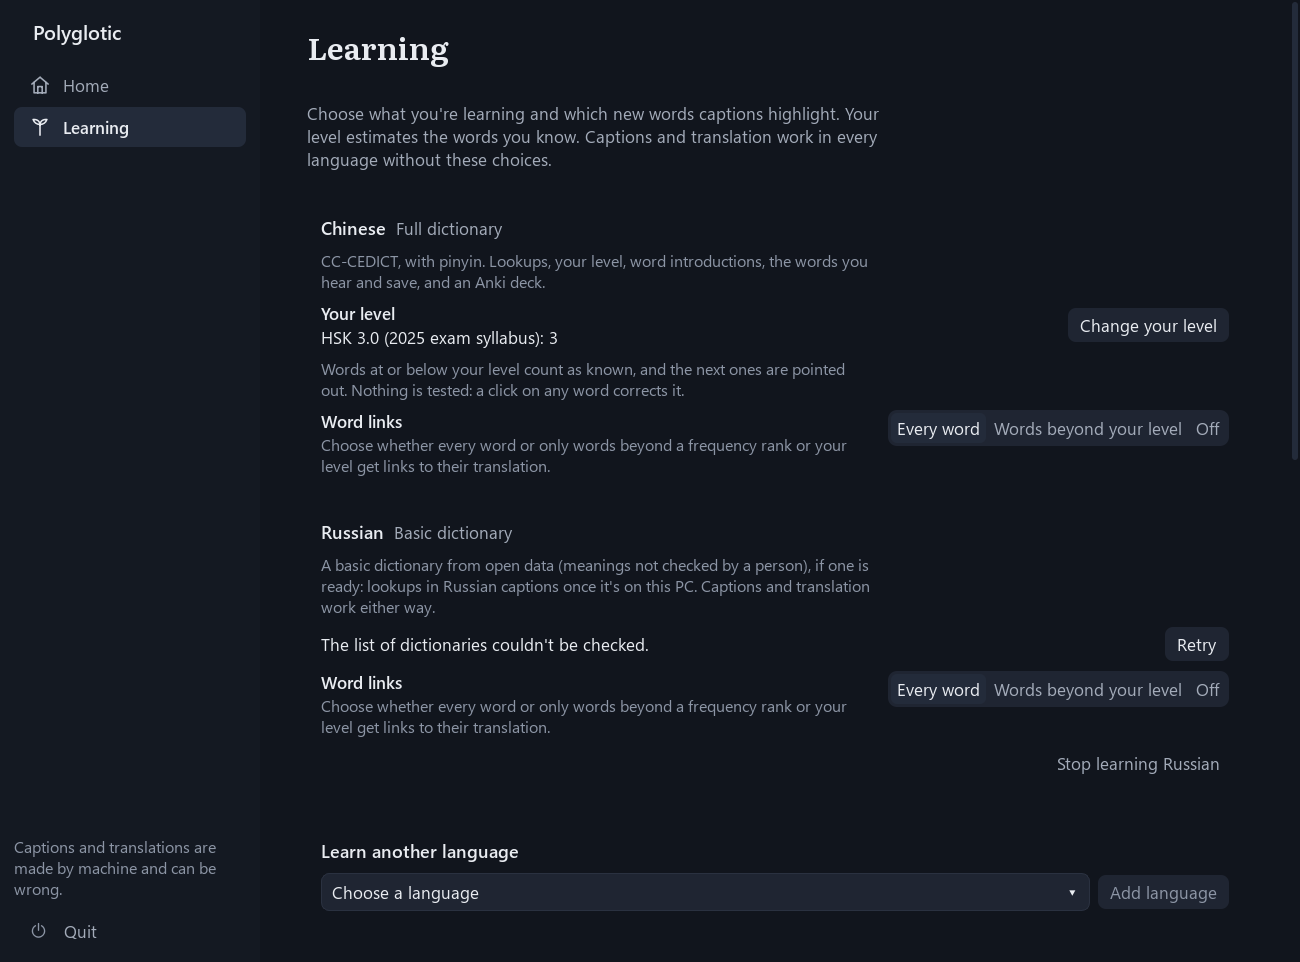 Polyglotic
Home
Learning
Captions and translations are
made by machine and can be
wrong.
Quit
Learning
Choose what you're learning and which new words captions highlight. Your
level estimates the words you know. Captions and translation work in every
language without these choices.
Chinese Full dictionary
CC-CEDICT, with pinyin. Lookups, your level, word introductions, the words you
hear and save, and an Anki deck.
Your level
HSK 3.0 (2025 exam syllabus): 3
Change your level
Words at or below your level count as known, and the next ones are pointed
out. Nothing is tested: a click on any word corrects it.
Word links
Choose whether every word or only words beyond a frequency rank or your
level get links to their translation.
Every word Words beyond your level Off
Russian Basic dictionary
A basic dictionary from open data (meanings not checked by a person), if one is
ready: lookups in Russian captions once it's on this PC. Captions and translation
work either way.
The list of dictionaries couldn't be checked.
Retry
Word links
Choose whether every word or only words beyond a frequency rank or your
level get links to their translation.
Every word Words beyond your level Off
Stop learning Russian
Learn another language
Choose a language
Add language